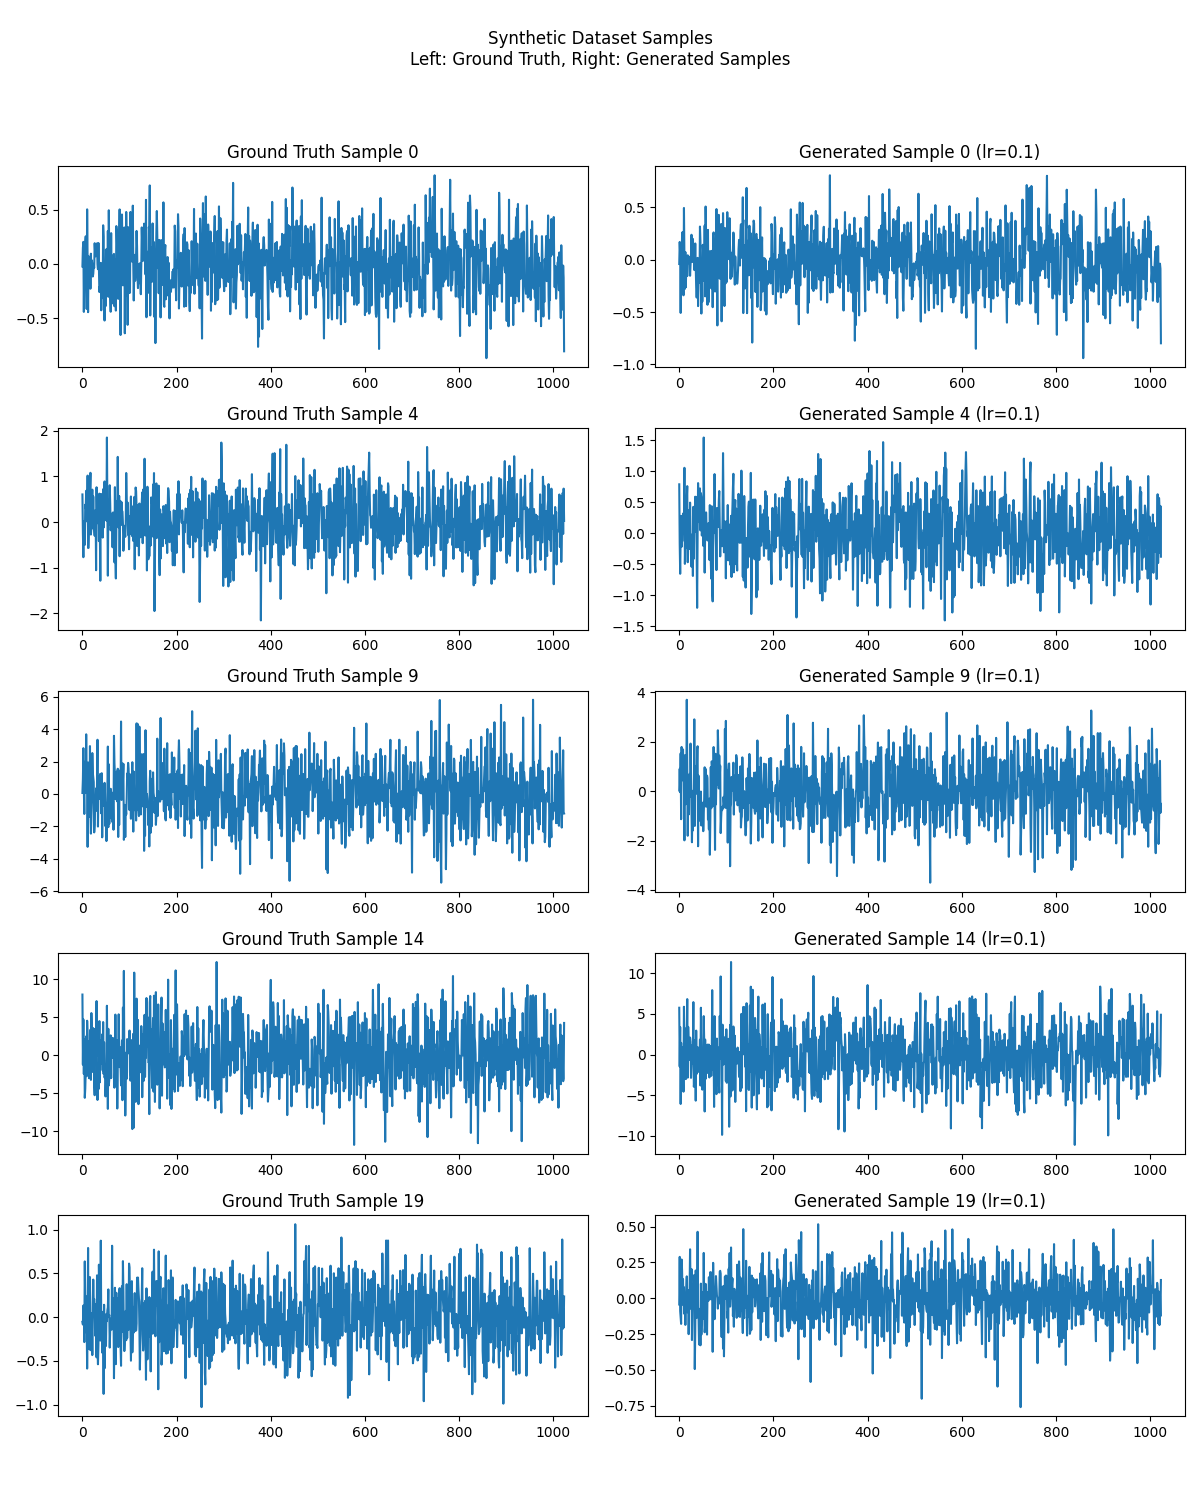 Synthetic Dataset Samples
Left: Ground Truth, Right: Generated Samples
Ground Truth Sample 0
0.5
0.0
−0.5
0 200 400 600 800 1000
Generated Sample 0 (lr=0.1)
0.5
0.0
−0.5
−1.0
0 200 400 600 800 1000
Ground Truth Sample 4
2
1
0
−1
−2
0 200 400 600 800 1000
Generated Sample 4 (lr=0.1)
1.5
1.0
0.5
0.0
−0.5
−1.0
−1.5
0 200 400 600 800 1000
Ground Truth Sample 9
6
4
2
0
−2
−4
−6
0 200 400 600 800 1000
Generated Sample 9 (lr=0.1)
4
2
0
−2
−4
0 200 400 600 800 1000
Ground Truth Sample 14
10
5
0
−5
−10
0 200 400 600 800 1000
Generated Sample 14 (lr=0.1)
10
5
0
−5
−10
0 200 400 600 800 1000
Ground Truth Sample 19
1.0
0.5
0.0
−0.5
−1.0
0 200 400 600 800 1000
Generated Sample 19 (lr=0.1)
0.50
0.25
0.00
−0.25
−0.50
−0.75
0 200 400 600 800 1000